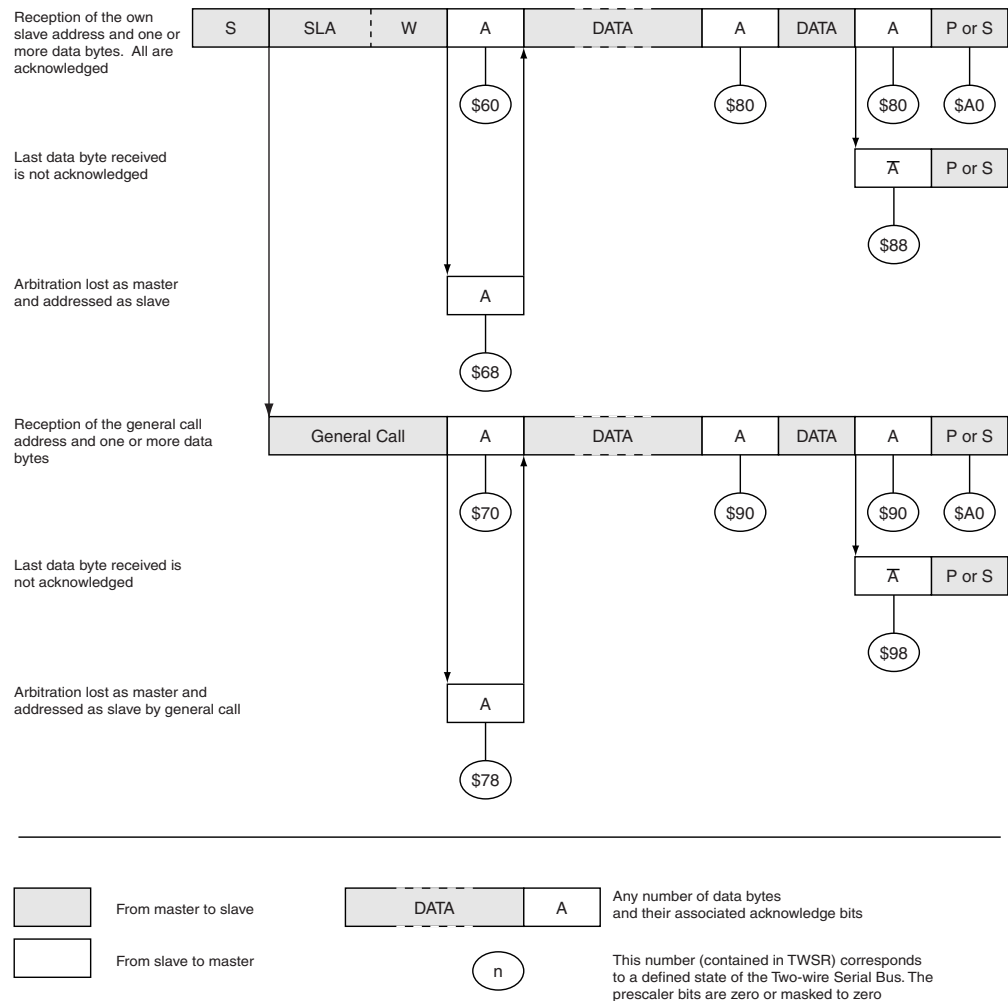 Reception of the own
slave address and one or
more data bytes. All are
acknowledged
S SLA W A DATA A DATA A P or S
$60 $80 $80 $A0
Last data byte received
is not acknowledged
A̅ P or S
$88
Arbitration lost as master
and addressed as slave
A
$68
Reception of the general call
address and one or more data
bytes
General Call A DATA A DATA A P or S
$70 $90 $90 $A0
Last data byte received is
not acknowledged
A̅ P or S
$98
Arbitration lost as master and
addressed as slave by general call
A
$78
From master to slave
DATA A
Any number of data bytes
and their associated acknowledge bits
From slave to master
n
This number (contained in TWSR) corresponds
to a defined state of the Two-wire Serial Bus. The
prescaler bits are zero or masked to zero